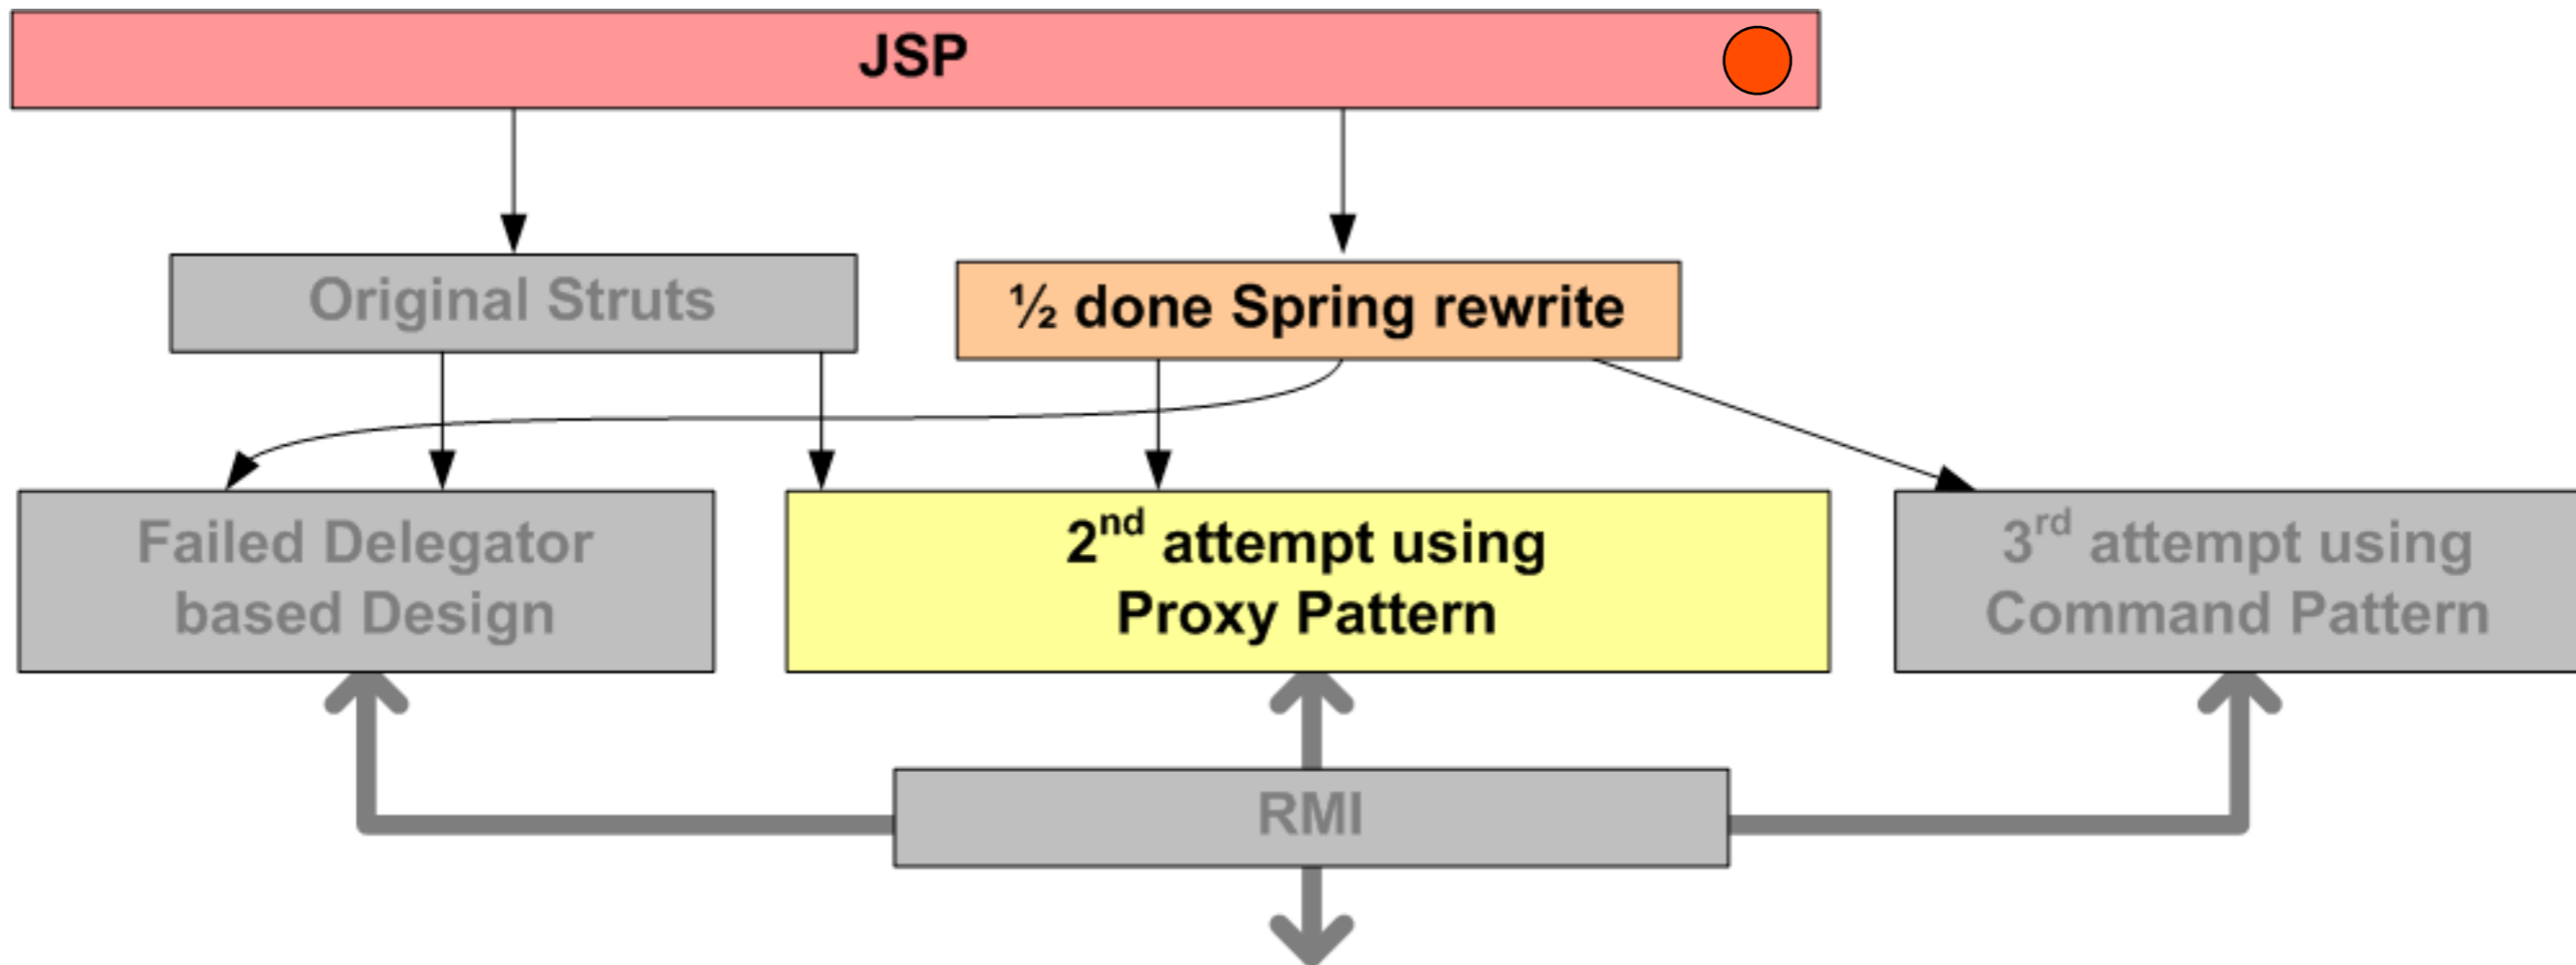 JSP
Original Struts
½ done Spring rewrite
Failed Delegator
based Design
2nd attempt using
Proxy Pattern
3rd attempt using
Command Pattern
RMI